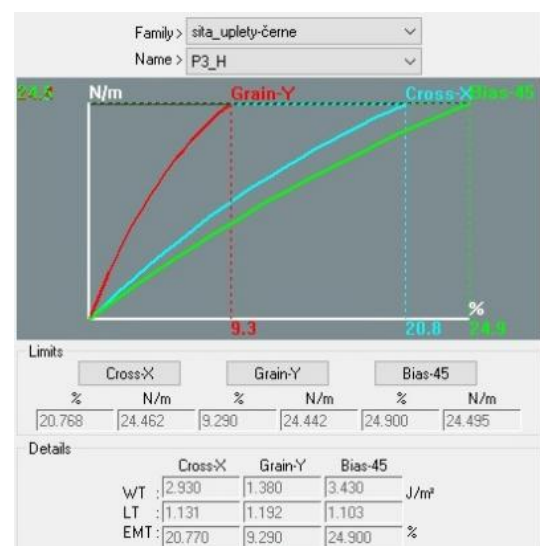 Family > sita_uplety-černe
Name > P3_H
24.5 N/m Grain-Y Cross-X Bias-45
%
9.3 20.8 24.9
Limits
Cross-X Grain-Y Bias-45
% N/m % N/m % N/m
20.768 24.462 9.290 24.442 24.900 24.495
Details
Cross-X Grain-Y Bias-45
WT : 2.930 1.380 3.430 J/m²
LT : 1.131 1.192 1.103
EMT : 20.770 9.290 24.900 %